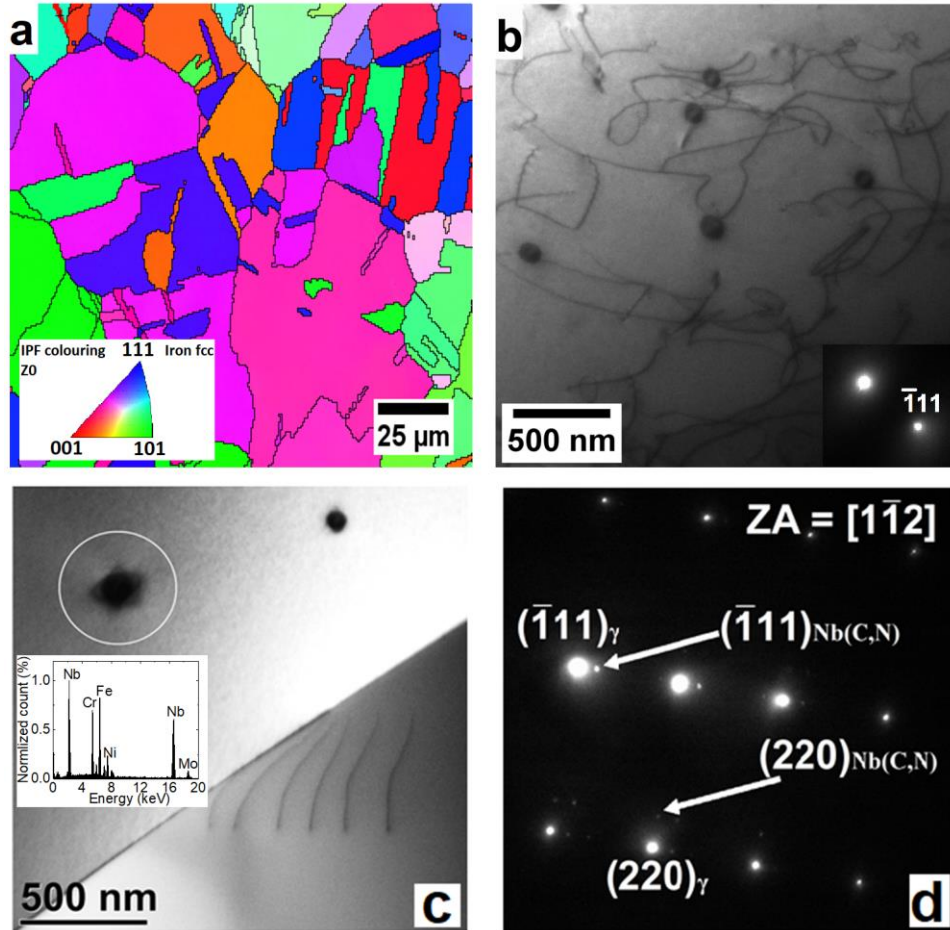 a
IPF colouring 111 Iron fcc
Z0
001 101
25 µm
b
1̅11
500 nm
Normlized count (%)
1.0
0.5
0.0
Nb
Cr
Fe
Ni
Nb
Mo
0 4 8 12 16 20
Energy (keV)
500 nm
c
ZA = [11̅2]
(1̅11)γ
(1̅11)Nb(C,N)
(220)Nb(C,N)
(220)γ
d